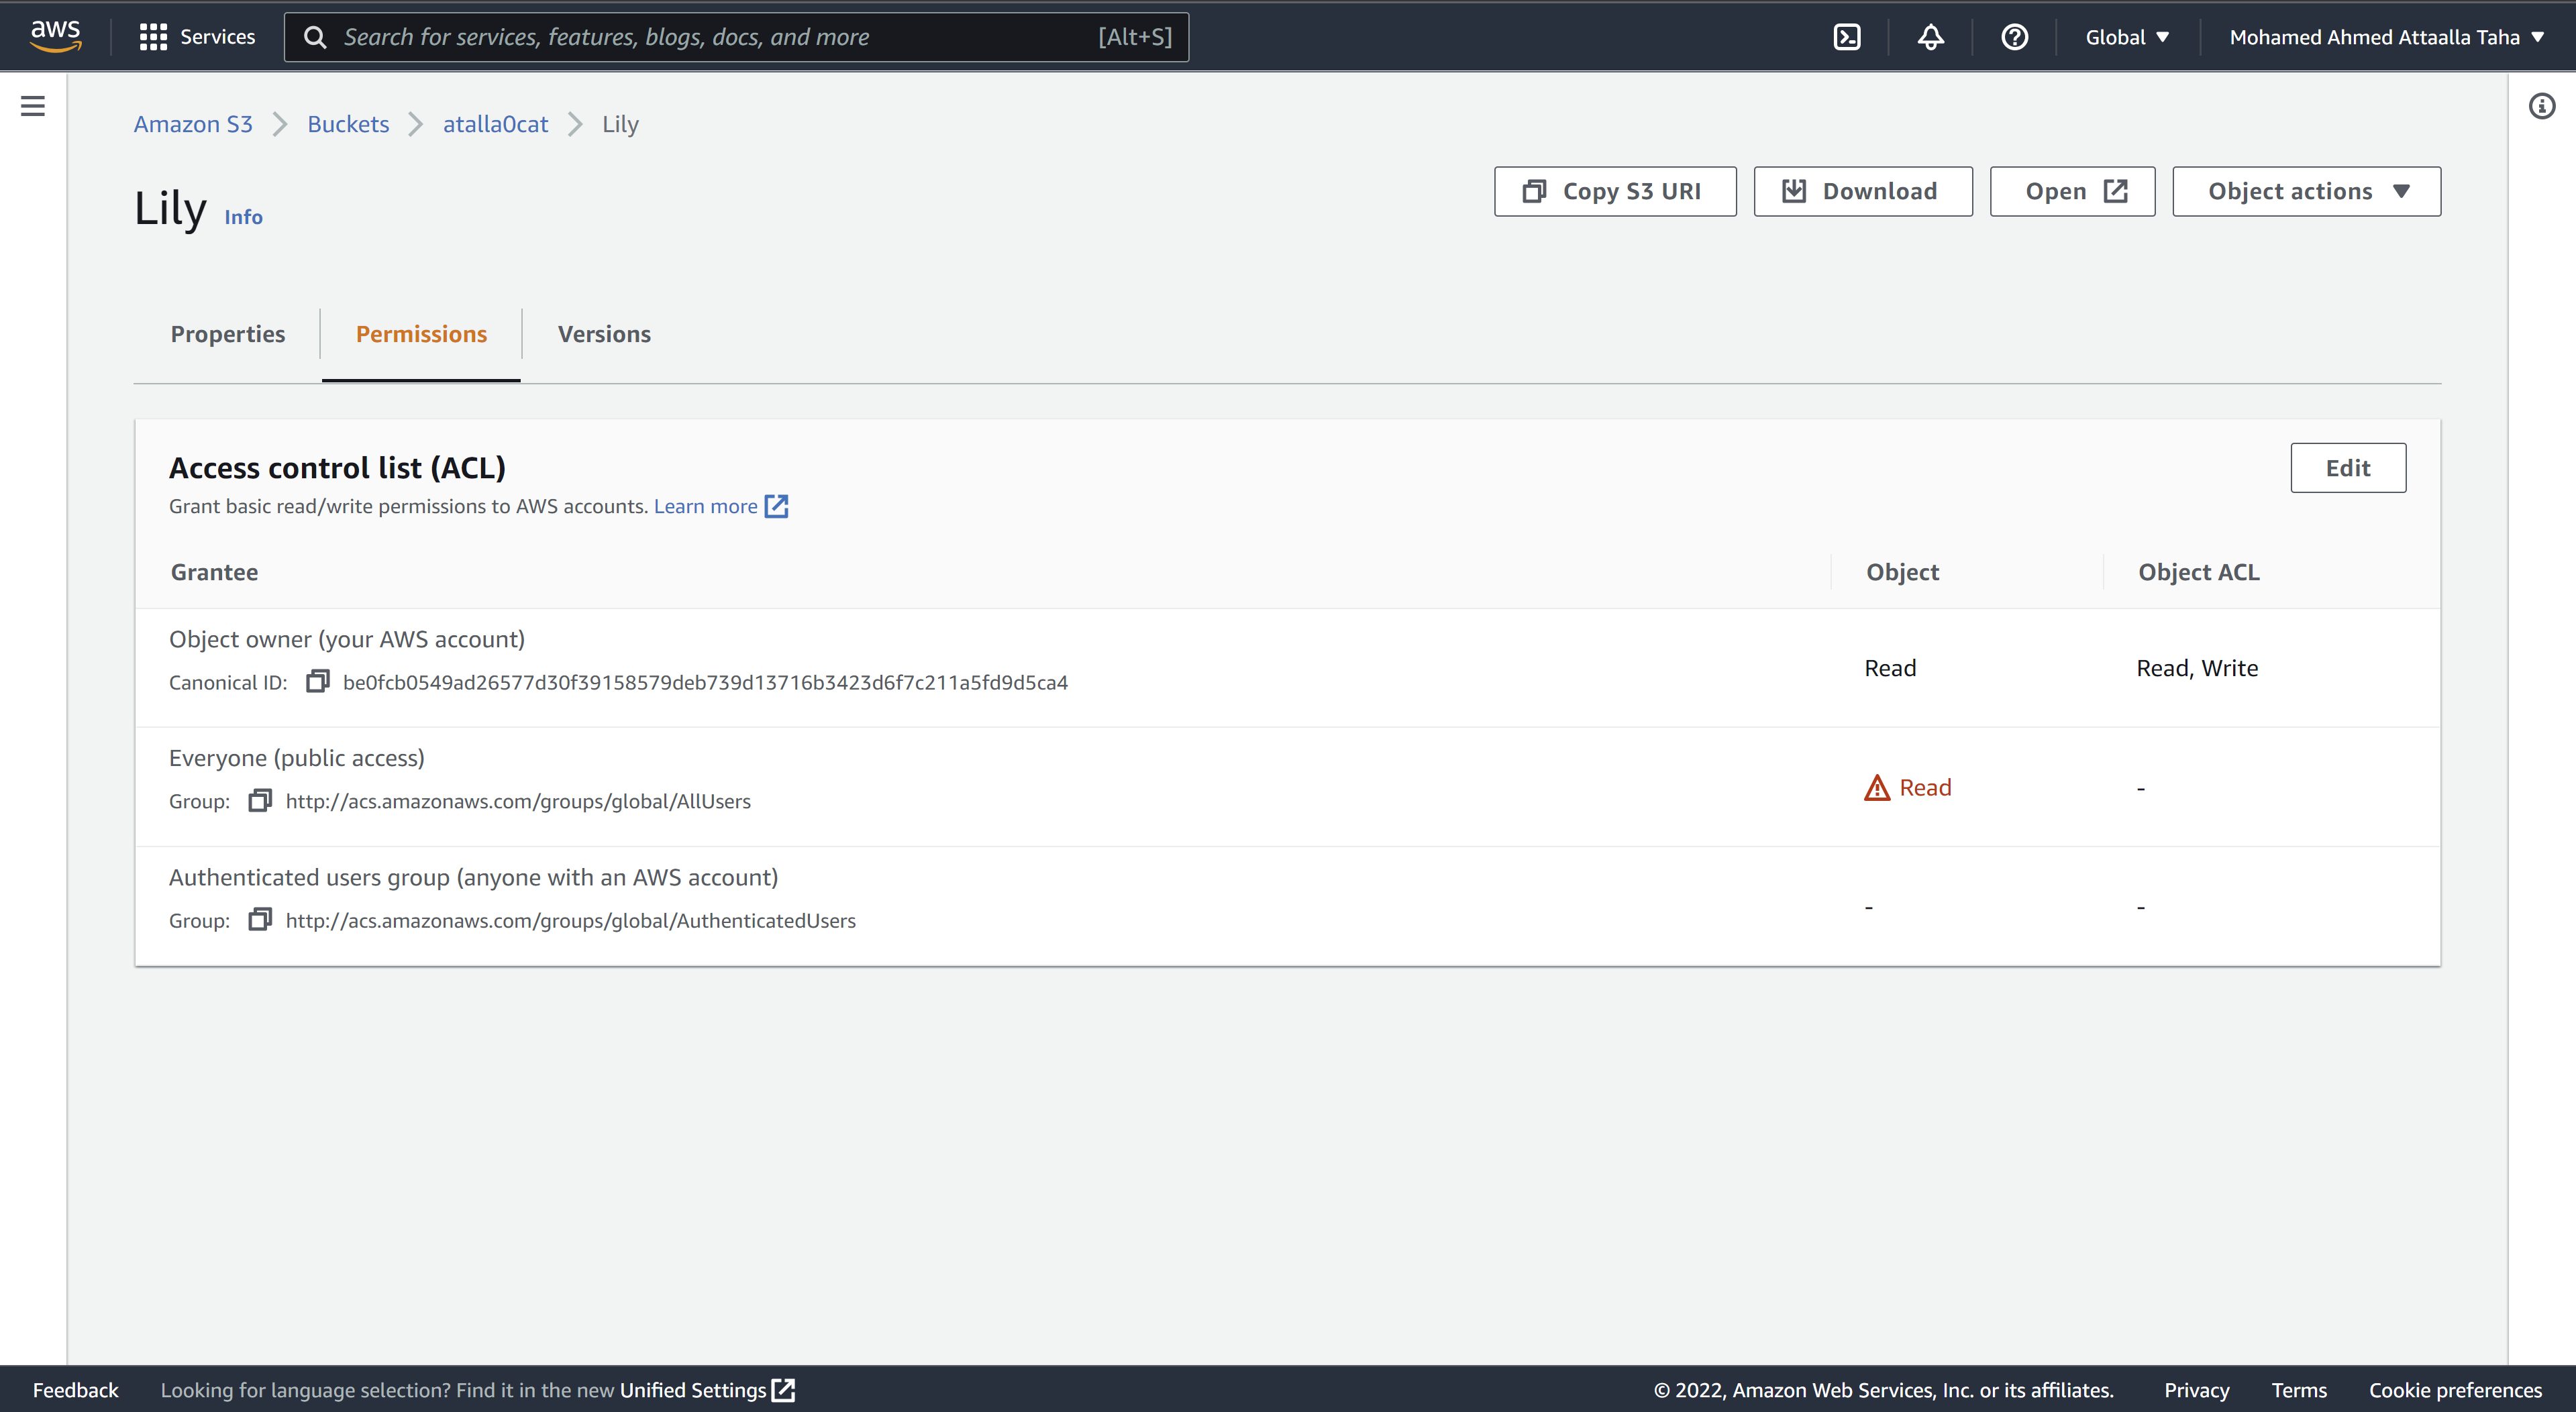 aws Services Search for services, features, blogs, docs, and more [Alt+S] Global Mohamed Ahmed Attaalla Taha
Amazon S3 Buckets atalla0cat Lily
Lily Info
Copy S3 URI Download Open Object actions
Properties Permissions Versions
Access control list (ACL)
Edit
Grant basic read/write permissions to AWS accounts. Learn more
Grantee Object Object ACL
Object owner (your AWS account)
Read Read, Write
Canonical ID: be0fcb0549ad26577d30f39158579deb739d13716b3423d6f7c211a5fd9d5ca4
Everyone (public access)
Read -
Group: http://acs.amazonaws.com/groups/global/AllUsers
Authenticated users group (anyone with an AWS account)
- -
Group: http://acs.amazonaws.com/groups/global/AuthenticatedUsers
Feedback Looking for language selection? Find it in the new Unified Settings © 2022, Amazon Web Services, Inc. or its affiliates. Privacy Terms Cookie preferences